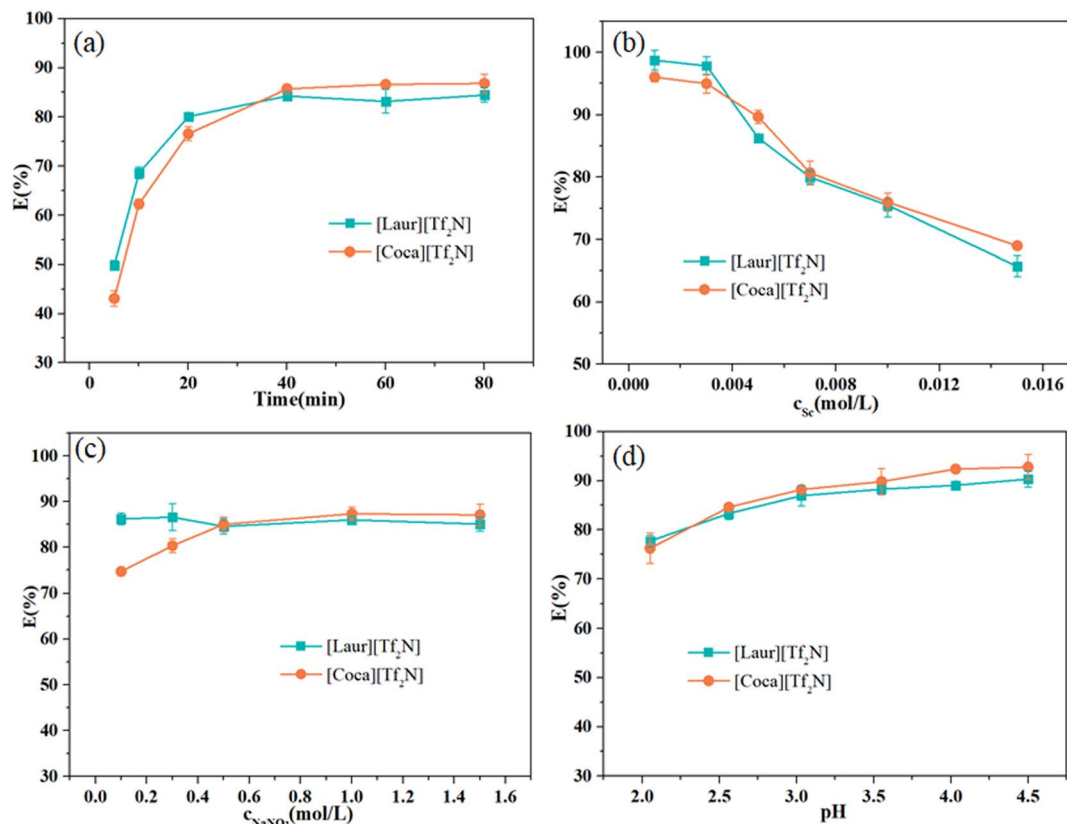 (a)
E(%)
100
90
80
70
60
50
40
30
[Laur][Tf₂N]
[Coca][Tf₂N]
0 20 40 60 80
Time(min)
(b)
E(%)
100
90
80
70
60
50
[Laur][Tf₂N]
[Coca][Tf₂N]
0.000 0.004 0.008 0.012 0.016
c_Sc(mol/L)
(c)
E(%)
100
90
80
70
60
50
40
30
[Laur][Tf₂N]
[Coca][Tf₂N]
0.0 0.2 0.4 0.6 0.8 1.0 1.2 1.4 1.6
c_NaNO₃(mol/L)
(d)
E(%)
100
90
80
70
60
50
40
30
[Laur][Tf₂N]
[Coca][Tf₂N]
2.0 2.5 3.0 3.5 4.0 4.5
pH